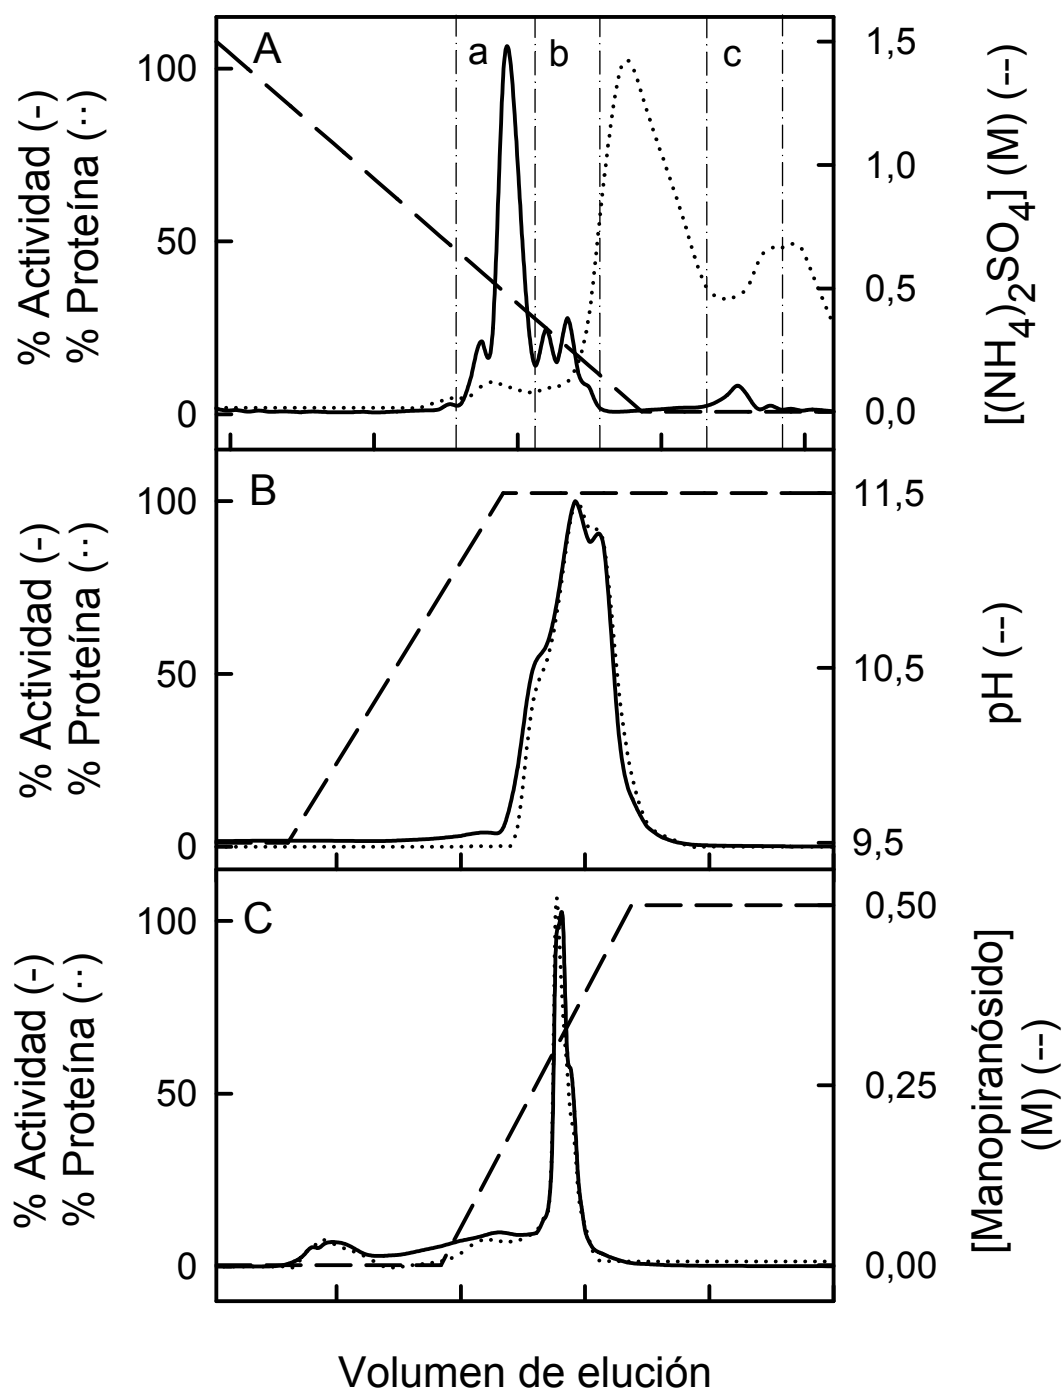 A
a
b
c
% Actividad (-)
% Proteína (··)
100
50
0
1,5
1,0
0,5
0,0
[(NH4)2SO4] (M) (--)
B
% Actividad (-)
% Proteína (··)
100
50
0
11,5
10,5
9,5
pH (--)
C
% Actividad (-)
% Proteína (··)
100
50
0
0,50
0,25
0,00
[Manopiranósido]
(M) (--)
Volumen de elución